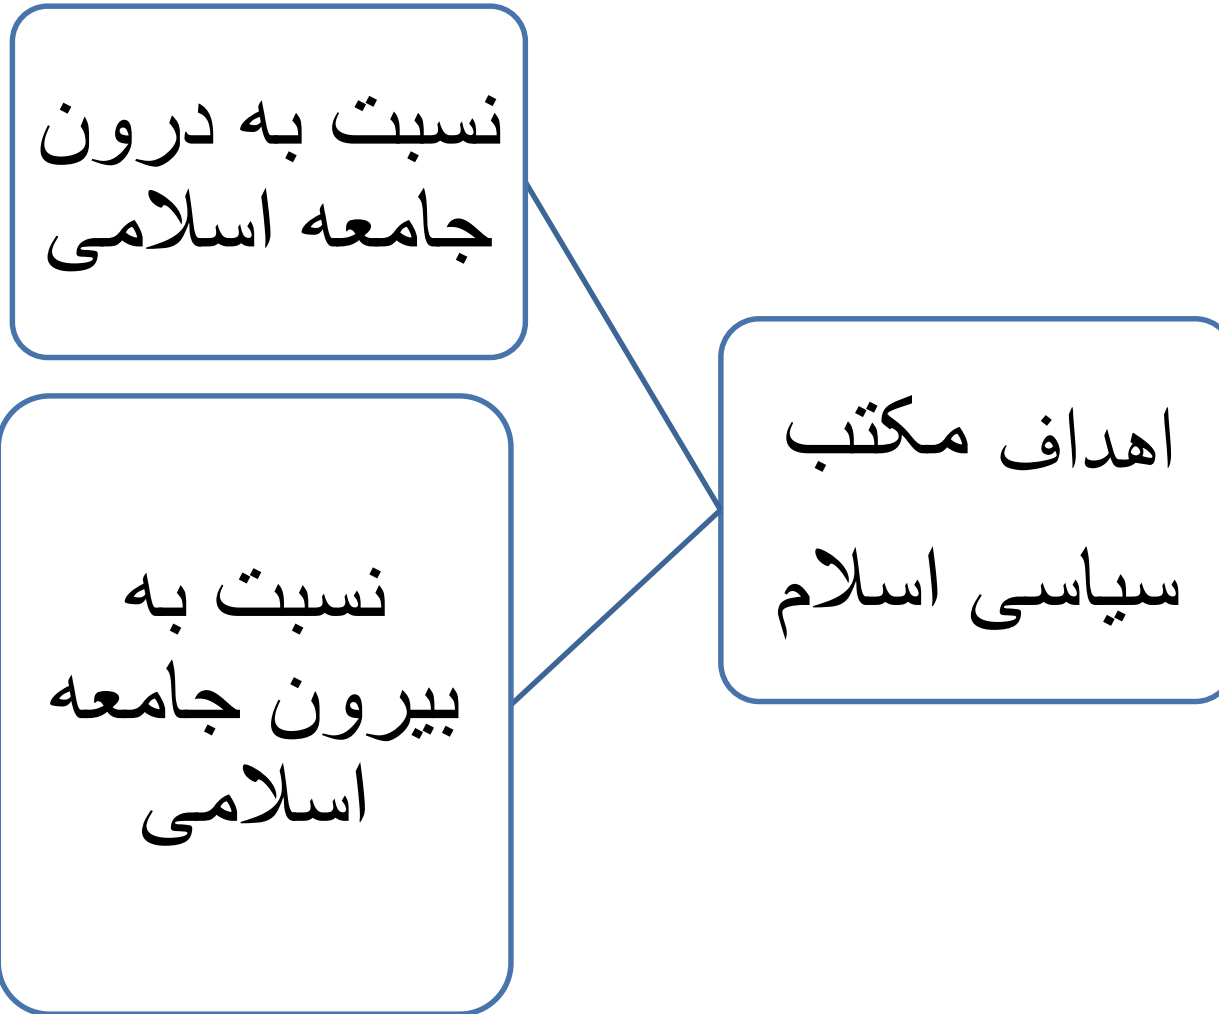 اهداف مکتب
سیاسی اسلام
نسبت به درون
جامعه اسلامی
نسبت به
بیرون جامعه
اسلامی